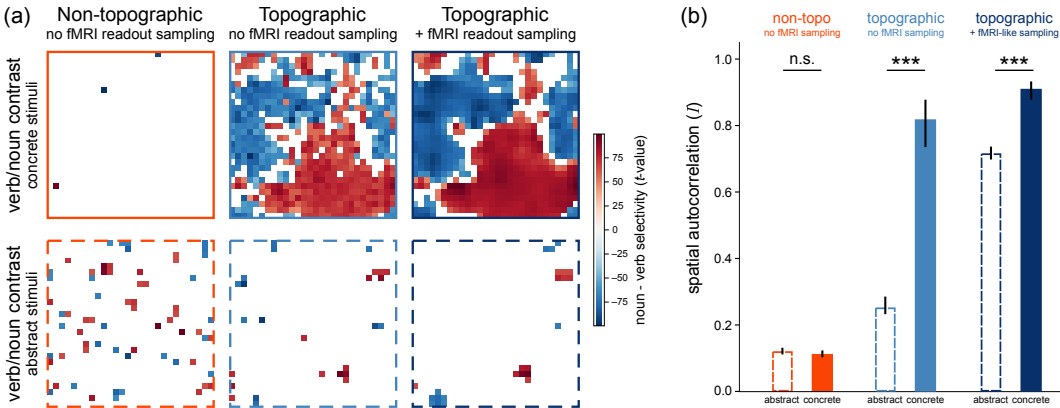 (a)
Non-topographic
no fMRI readout sampling
Topographic
no fMRI readout sampling
Topographic
+ fMRI readout sampling
verb/noun contrast
concrete stimuli
verb/noun contrast
abstract stimuli
75
50
25
0
−25
−50
−75
noun - verb selectivity (t-value)
(b)
non-topo
no fMRI sampling
topographic
no fMRI sampling
topographic
+ fMRI-like sampling
n.s.
***
***
spatial autocorrelation (I)
1.0
0.8
0.6
0.4
0.2
0.0
abstract concrete
abstract concrete
abstract concrete